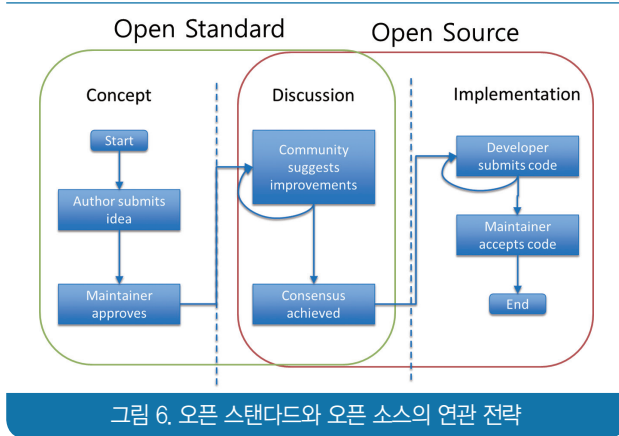 Open Standard
Open Source
Concept
Discussion
Implementation
Start
Author submits
idea
Maintainer
approves
Community
suggests
improvements
Consensus
achieved
Developer
submits code
Maintainer
accepts code
End
그림 6. 오픈 스탠다드와 오픈 소스의 연관 전략